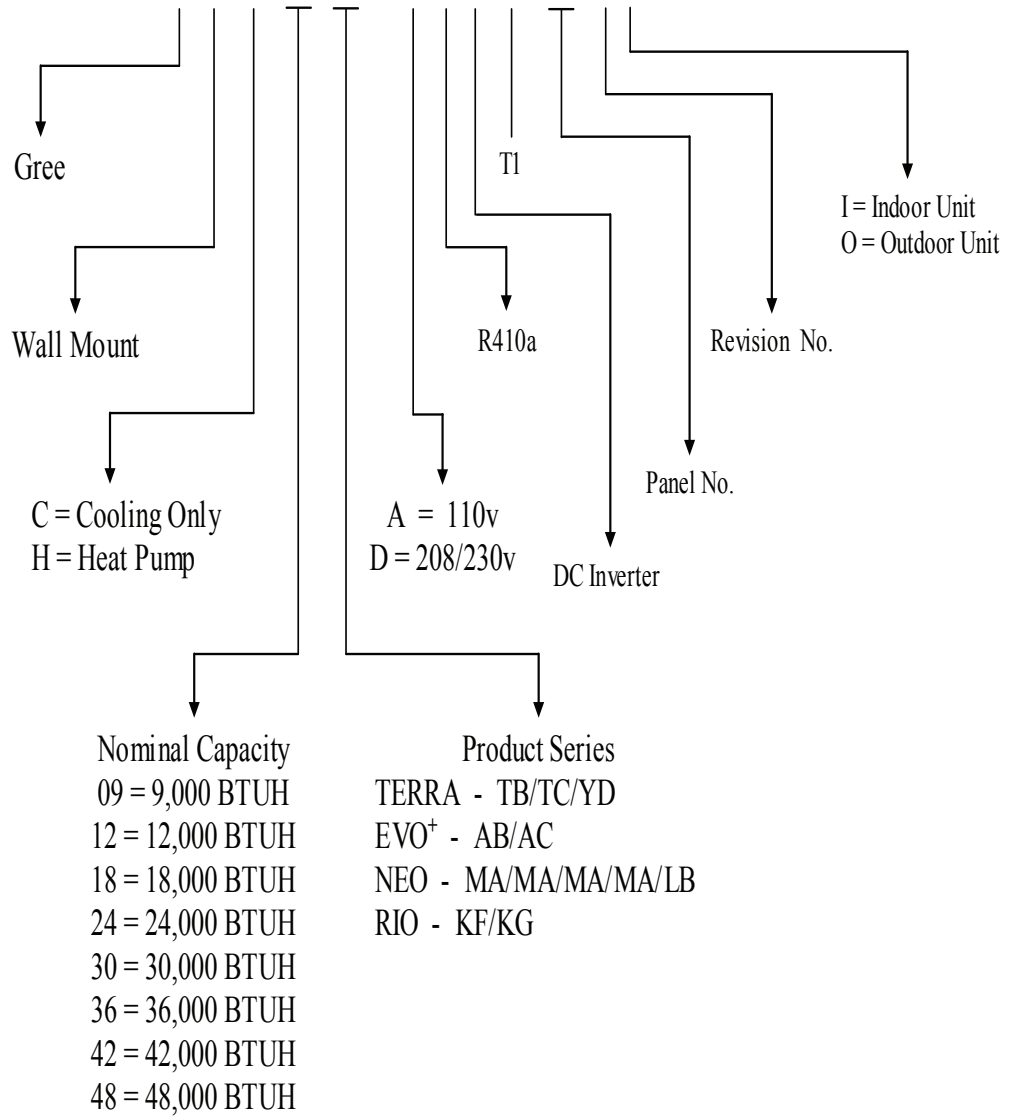 Gree
T1
I = Indoor Unit
O = Outdoor Unit
Wall Mount
R410a
Revision No.
Panel No.
C = Cooling Only
H = Heat Pump
A = 110v
D = 208/230v
DC Inverter
Nominal Capacity
09 = 9,000 BTUH
12 = 12,000 BTUH
18 = 18,000 BTUH
24 = 24,000 BTUH
30 = 30,000 BTUH
36 = 36,000 BTUH
42 = 42,000 BTUH
48 = 48,000 BTUH
Product Series
TERRA - TB/TC/YD
EVO⁺ - AB/AC
NEO - MA/MA/MA/MA/LB
RIO - KF/KG